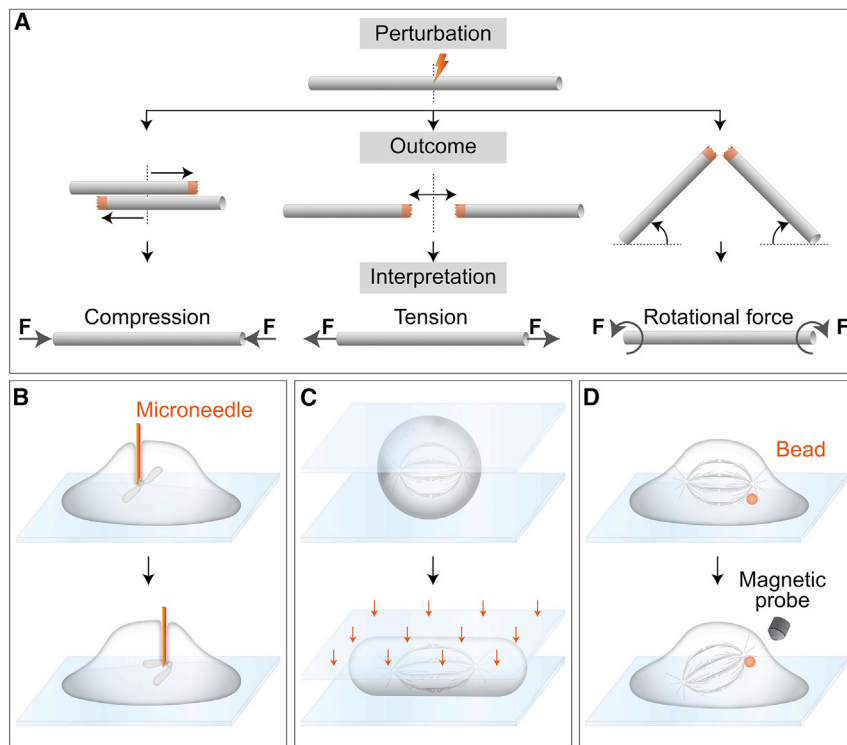 A
Perturbation
Outcome
Interpretation
F
Compression
F
F
Tension
F
F
Rotational force
F
B
Microneedle
C
D
Bead
Magnetic
probe